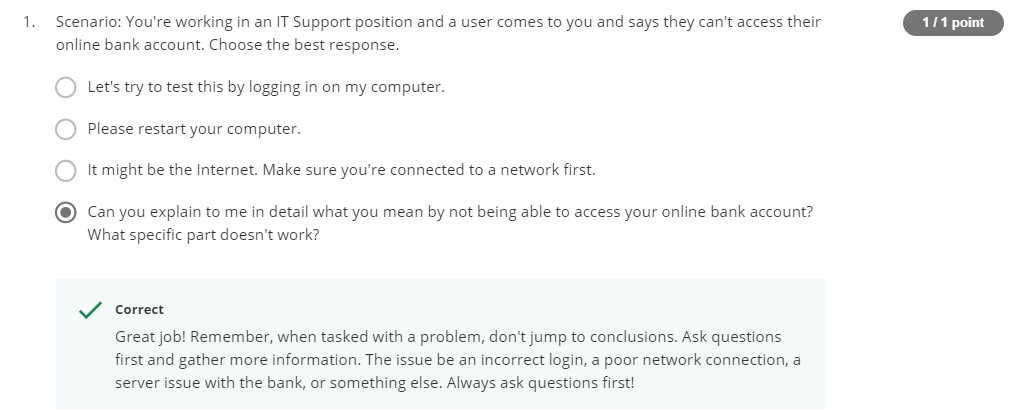 1. Scenario: You're working in an IT Support position and a user comes to you and says they can't access their
online bank account. Choose the best response.
1 / 1 point
Let's try to test this by logging in on my computer.
Please restart your computer.
It might be the Internet. Make sure you're connected to a network first.
Can you explain to me in detail what you mean by not being able to access your online bank account?
What specific part doesn't work?
Correct
Great job! Remember, when tasked with a problem, don't jump to conclusions. Ask questions
first and gather more information. The issue be an incorrect login, a poor network connection, a
server issue with the bank, or something else. Always ask questions first!